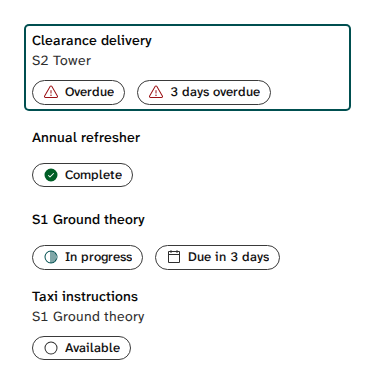 Clearance delivery
S2 Tower
Overdue 3 days overdue
Annual refresher
Complete
S1 Ground theory
In progress Due in 3 days
Taxi instructions
S1 Ground theory
Available